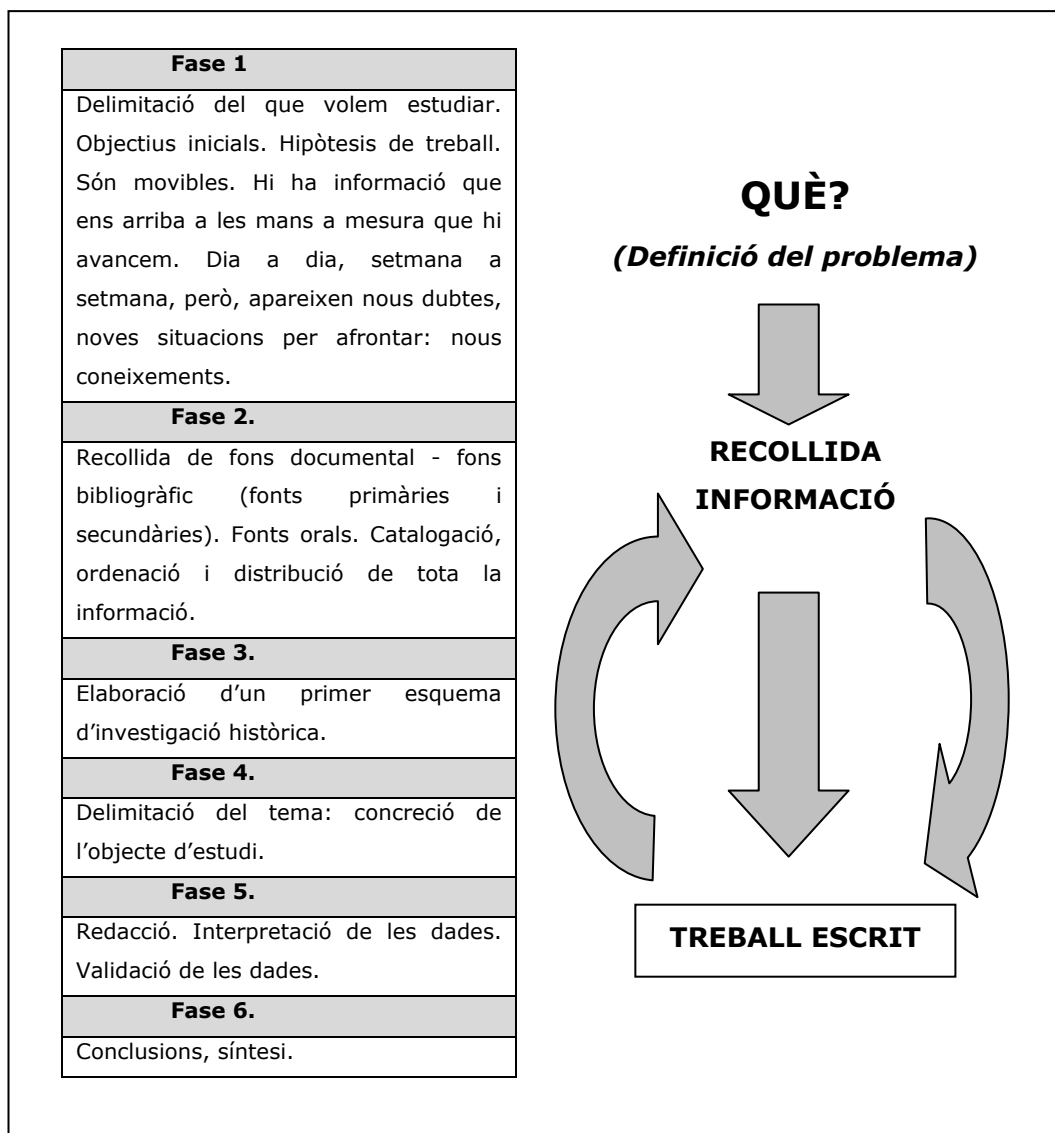 Fase 1
Delimitació del que volem estudiar.
Objectius inicials. Hipòtesis de treball.
Són movibles. Hi ha informació que
ens arriba a les mans a mesura que hi
avancem. Dia a dia, setmana a
setmana, però, apareixen nous dubtes,
noves situacions per afrontar: nous
coneixements.
Fase 2.
Recollida de fons documental - fons
bibliogràfic (fonts primàries i
secundàries). Fonts orals. Catalogació,
ordenació i distribució de tota la
informació.
Fase 3.
Elaboració d’un primer esquema
d’investigació històrica.
Fase 4.
Delimitació del tema: concreció de
l’objecte d’estudi.
Fase 5.
Redacció. Interpretació de les dades.
Validació de les dades.
Fase 6.
Conclusions, síntesi.
QUÈ?
(Definició del problema)
RECOLLIDA
INFORMACIÓ
TREBALL ESCRIT